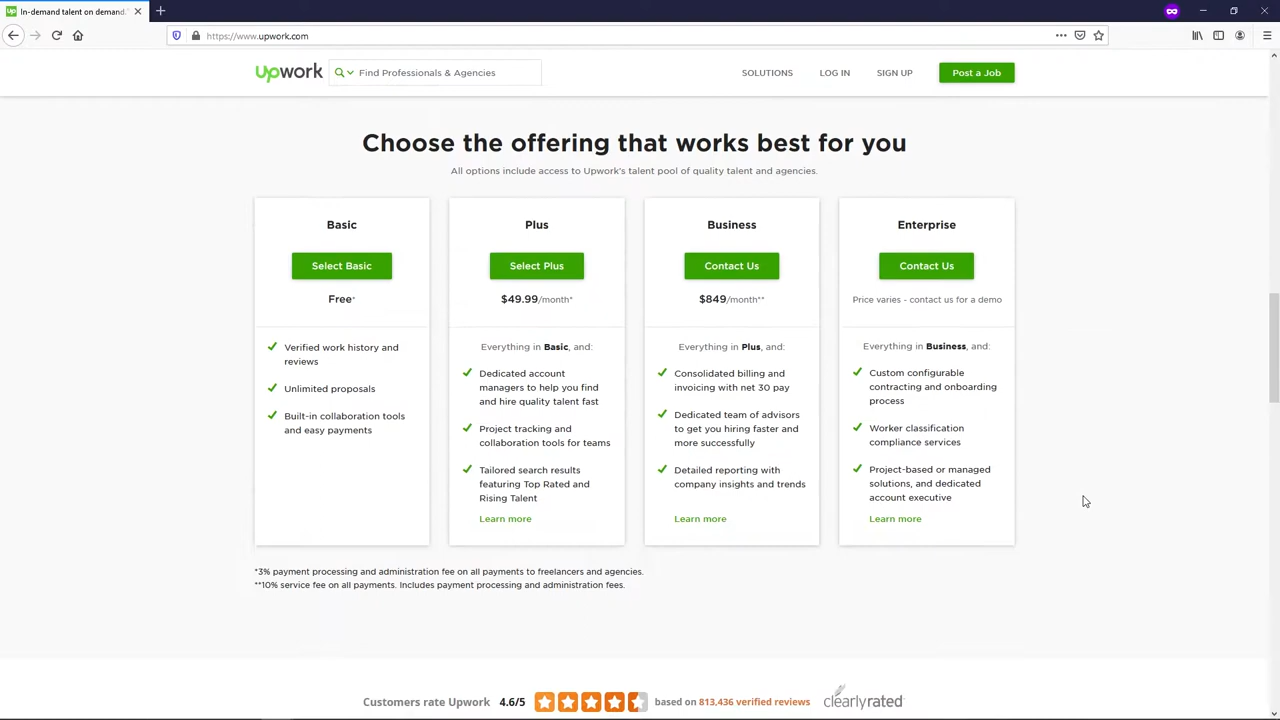 In-demand talent on demand.
https://www.upwork.com
upwork
Find Professionals & Agencies
SOLUTIONS
LOG IN
SIGN UP
Post a Job
Choose the offering that works best for you
All options include access to Upwork's talent pool of quality talent and agencies.
Basic
Select Basic
Free*
Verified work history and
reviews
Unlimited proposals
Built-in collaboration tools
and easy payments
Plus
Select Plus
$49.99/month*
Everything in Basic, and:
Dedicated account
managers to help you find
and hire quality talent fast
Project tracking and
collaboration tools for teams
Tailored search results
featuring Top Rated and
Rising Talent
Learn more
Business
Contact Us
$849/month**
Everything in Plus, and:
Consolidated billing and
invoicing with net 30 pay
Dedicated team of advisors
to get you hiring faster and
more successfully
Detailed reporting with
company insights and trends
Learn more
Enterprise
Contact Us
Price varies - contact us for a demo
Everything in Business, and:
Custom configurable
contracting and onboarding
process
Worker classification
compliance services
Project-based or managed
solutions, and dedicated
account executive
Learn more
*3% payment processing and administration fee on all payments to freelancers and agencies.
**10% service fee on all payments. Includes payment processing and administration fees.
Customers rate Upwork 4.6/5 based on 813,436 verified reviews clearlyrated